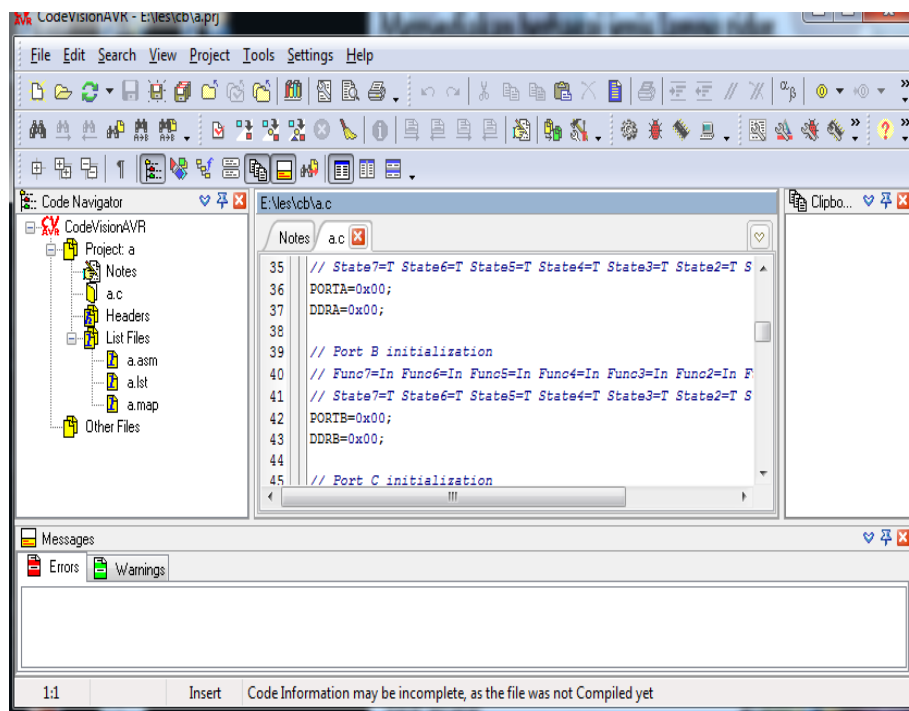 CodeVisionAVR - E:\les\cb\a.prj
File Edit Search View Project Tools Settings Help
Code Navigator
CodeVisionAVR
Project: a
Notes
a.c
Headers
List Files
a.asm
a.lst
a.map
Other Files
E:\les\cb\a.c
Notes a.c
35 // State7=T State6=T State5=T State4=T State3=T State2=T S
36 PORTA=0x00;
37 DDRA=0x00;
38
39 // Port B initialization
40 // Func7=In Func6=In Func5=In Func4=In Func3=In Func2=In F
41 // State7=T State6=T State5=T State4=T State3=T State2=T S
42 PORTB=0x00;
43 DDRB=0x00;
44
45 // Port C initialization
Clipbo...
Messages
Errors Warnings
1:1 Insert Code Information may be incomplete, as the file was not Compiled yet